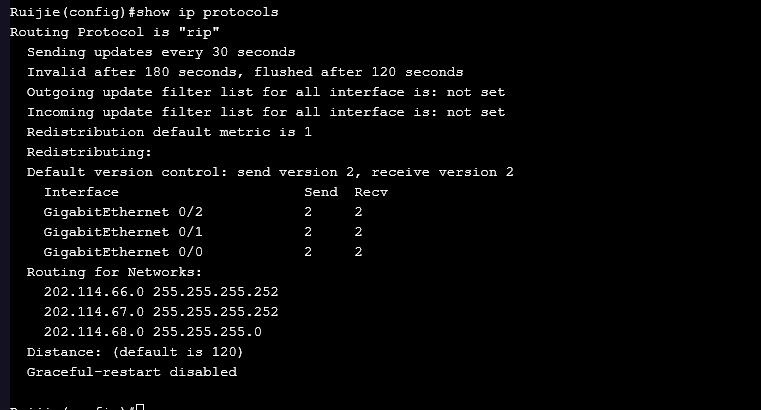 Ruijie(config)#show ip protocols
Routing Protocol is "rip"
  Sending updates every 30 seconds
  Invalid after 180 seconds, flushed after 120 seconds
  Outgoing update filter list for all interface is: not set
  Incoming update filter list for all interface is: not set
  Redistribution default metric is 1
  Redistributing:
  Default version control: send version 2, receive version 2
    Interface                      Send  Recv
    GigabitEthernet 0/2            2     2
    GigabitEthernet 0/1            2     2
    GigabitEthernet 0/0            2     2
  Routing for Networks:
    202.114.66.0 255.255.255.252
    202.114.67.0 255.255.255.252
    202.114.68.0 255.255.255.0
  Distance: (default is 120)
  Graceful-restart disabled
Ruijie(config)#